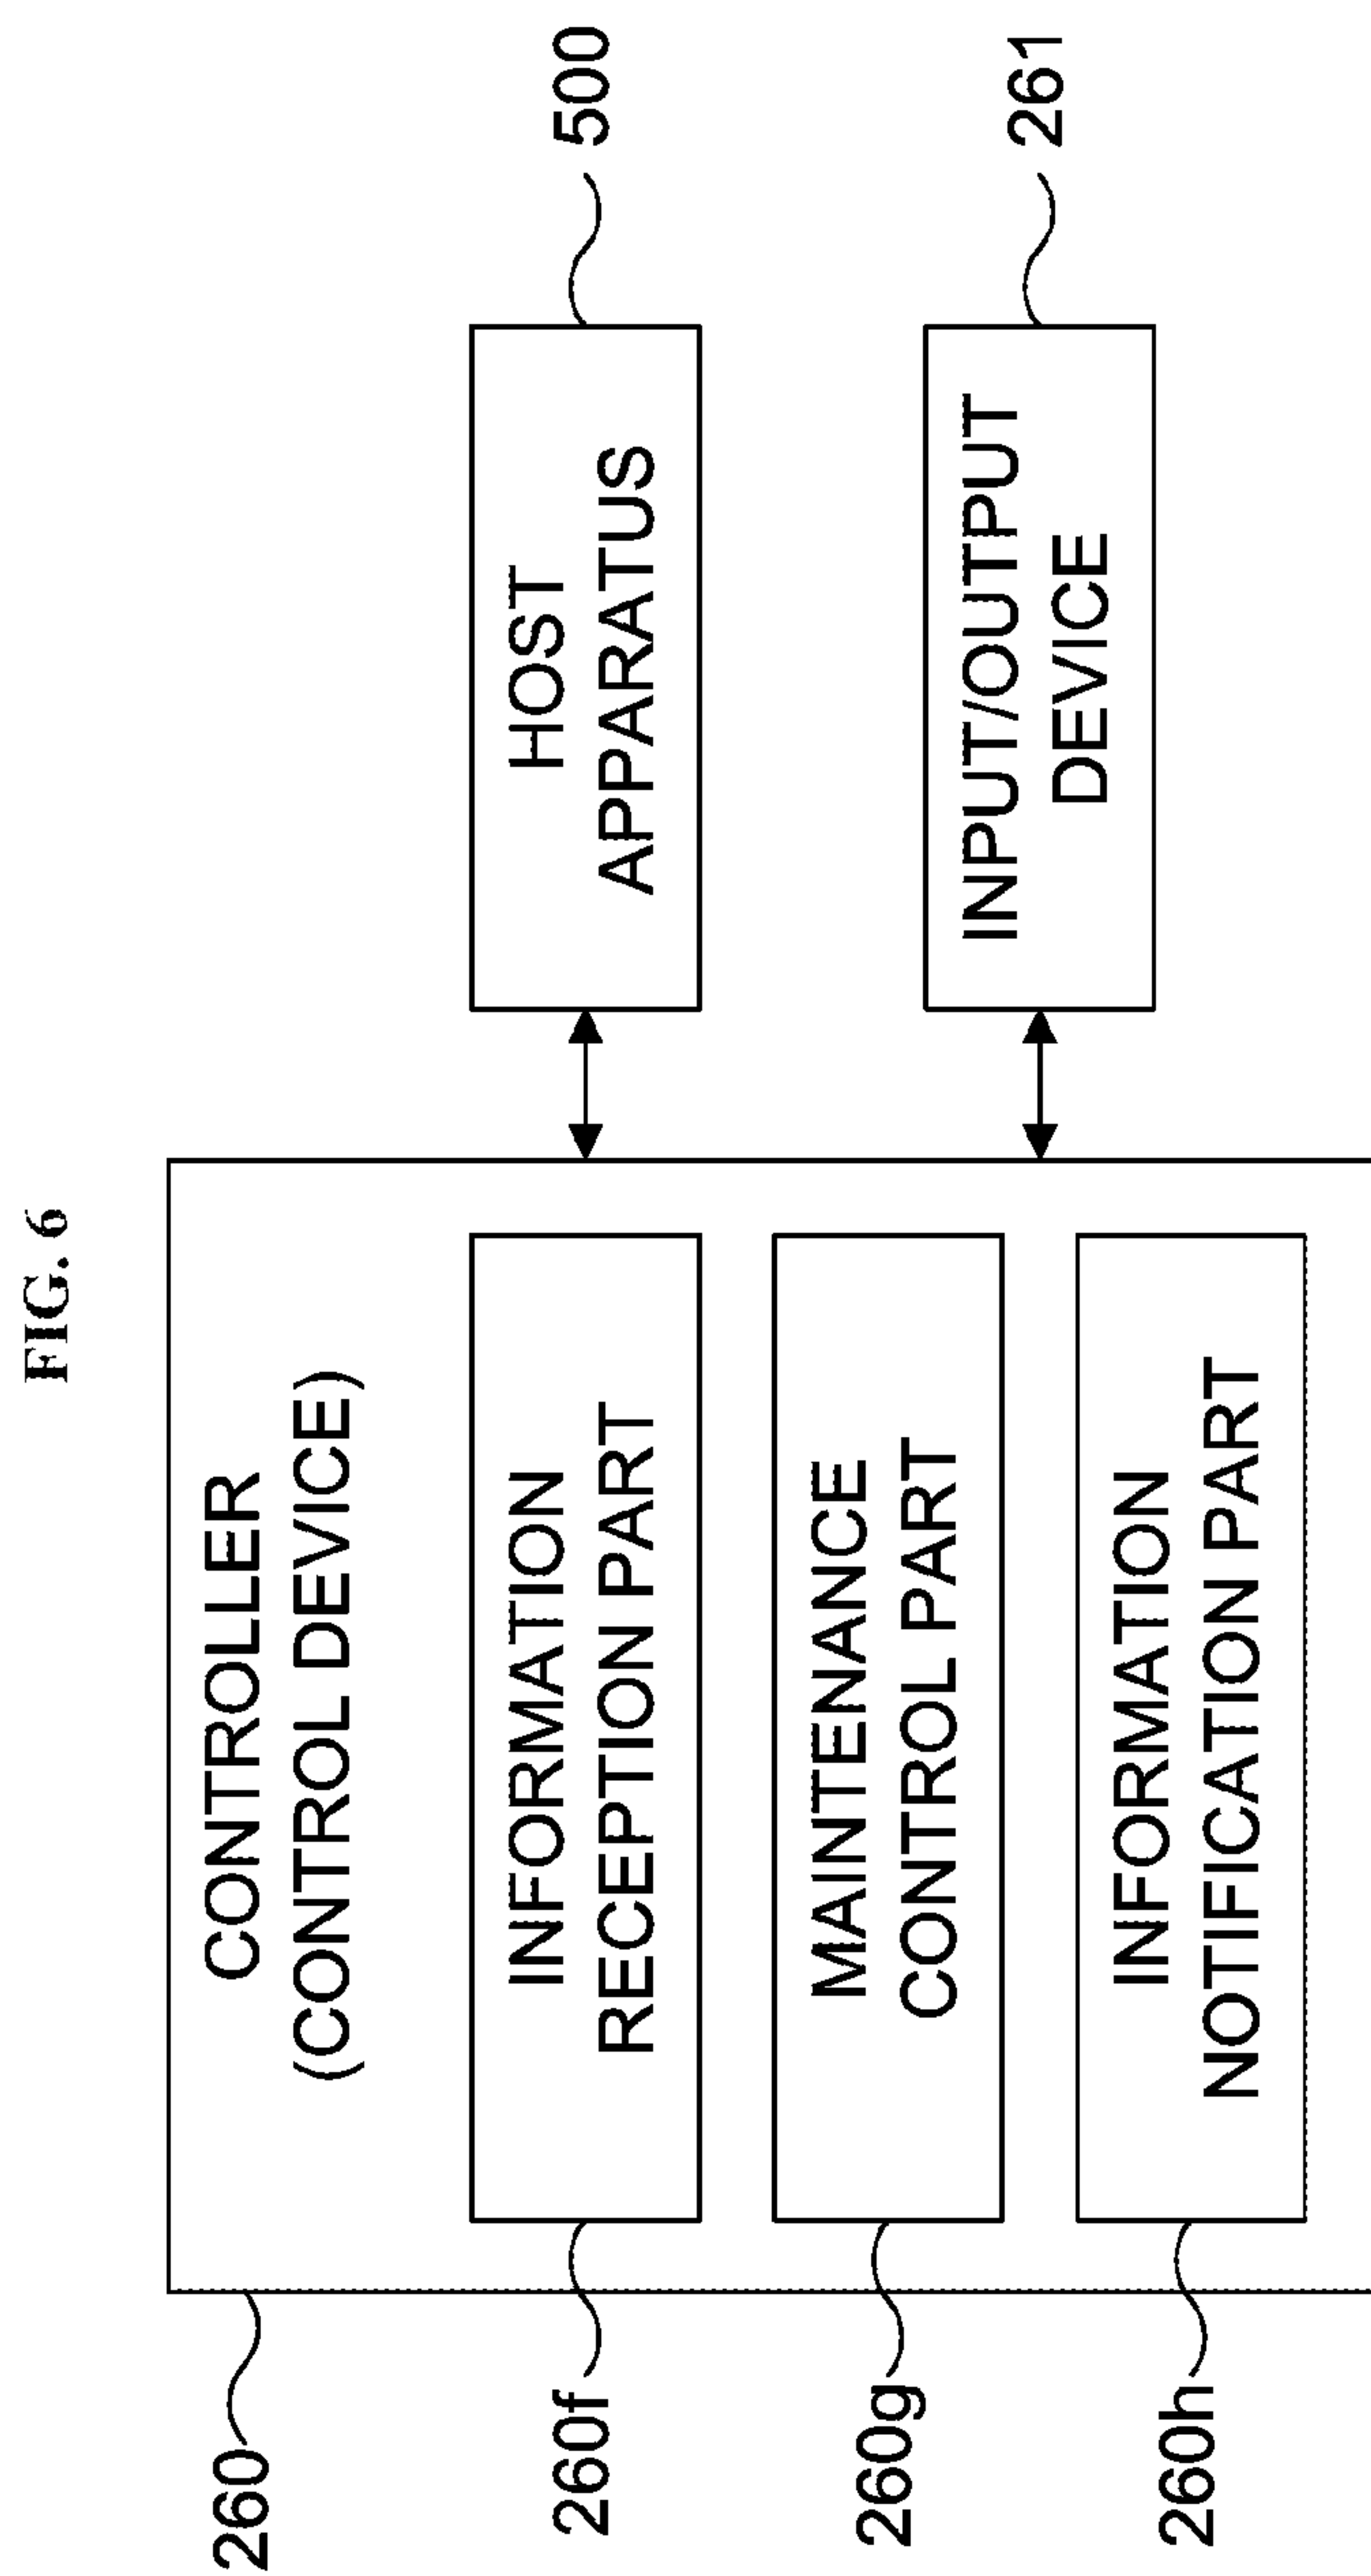 FIG. 6
260
CONTROLLER
(CONTROL DEVICE)
260f
INFORMATION
RECEPTION PART
HOST
APPARATUS
500
260g
MAINTENANCE
CONTROL PART
INPUT/OUTPUT
DEVICE
261
260h
INFORMATION
NOTIFICATION PART